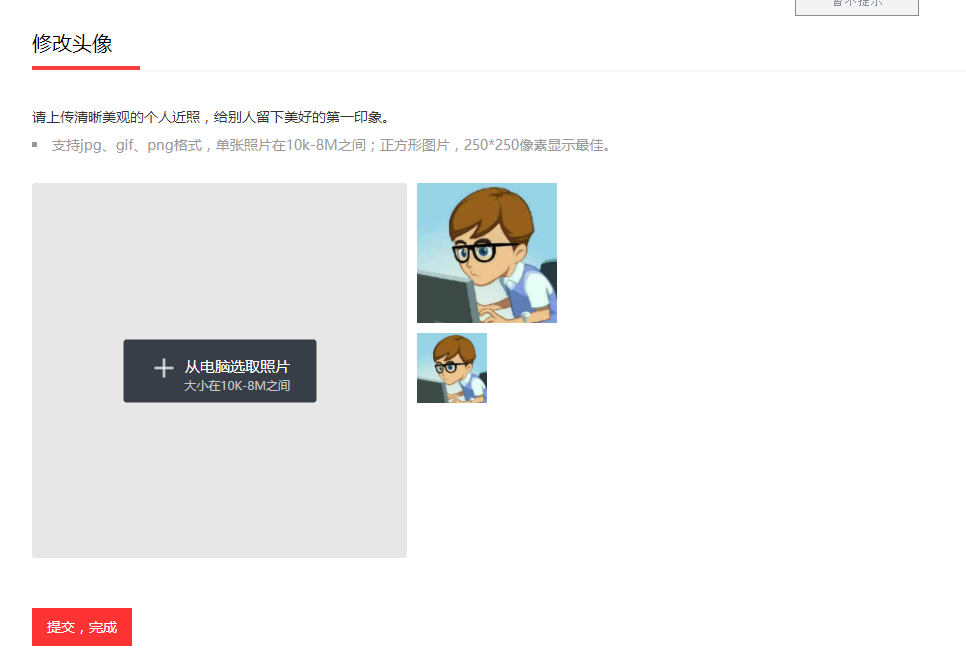 暂不提示
修改头像
请上传清晰美观的个人近照，给别人留下美好的第一印象。
支持jpg、gif、png格式，单张照片在10k-8M之间；正方形图片，250*250像素显示最佳。
从电脑选取照片
大小在10K-8M之间
提交，完成